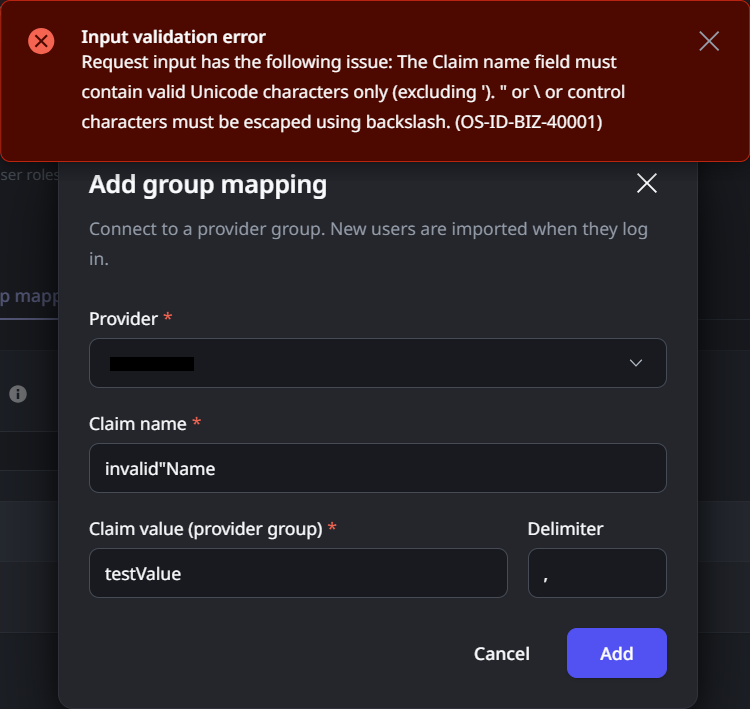 Input validation error
Request input has the following issue: The Claim name field must
contain valid Unicode characters only (excluding '). " or \ or control
characters must be escaped using backslash. (OS-ID-BIZ-40001)
ser roles
Add group mapping
Connect to a provider group. New users are imported when they log
in.
p mapp
Provider *
Claim name *
invalid"Name
Claim value (provider group) * Delimiter
testValue ,
Cancel Add